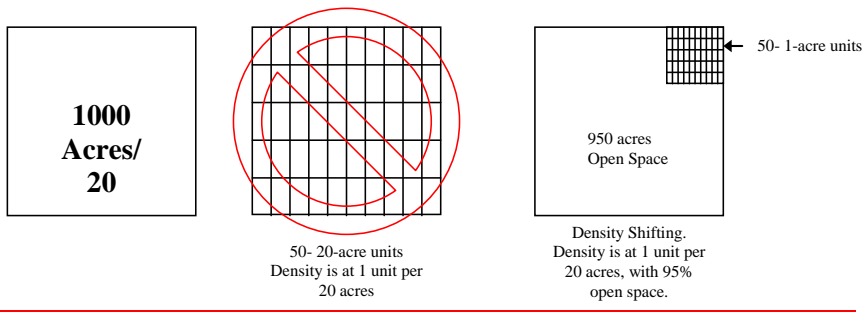 1000
Acres/
20
50- 20-acre units
Density is at 1 unit per
20 acres
50- 1-acre units
950 acres
Open Space
Density Shifting.
Density is at 1 unit per
20 acres, with 95%
open space.